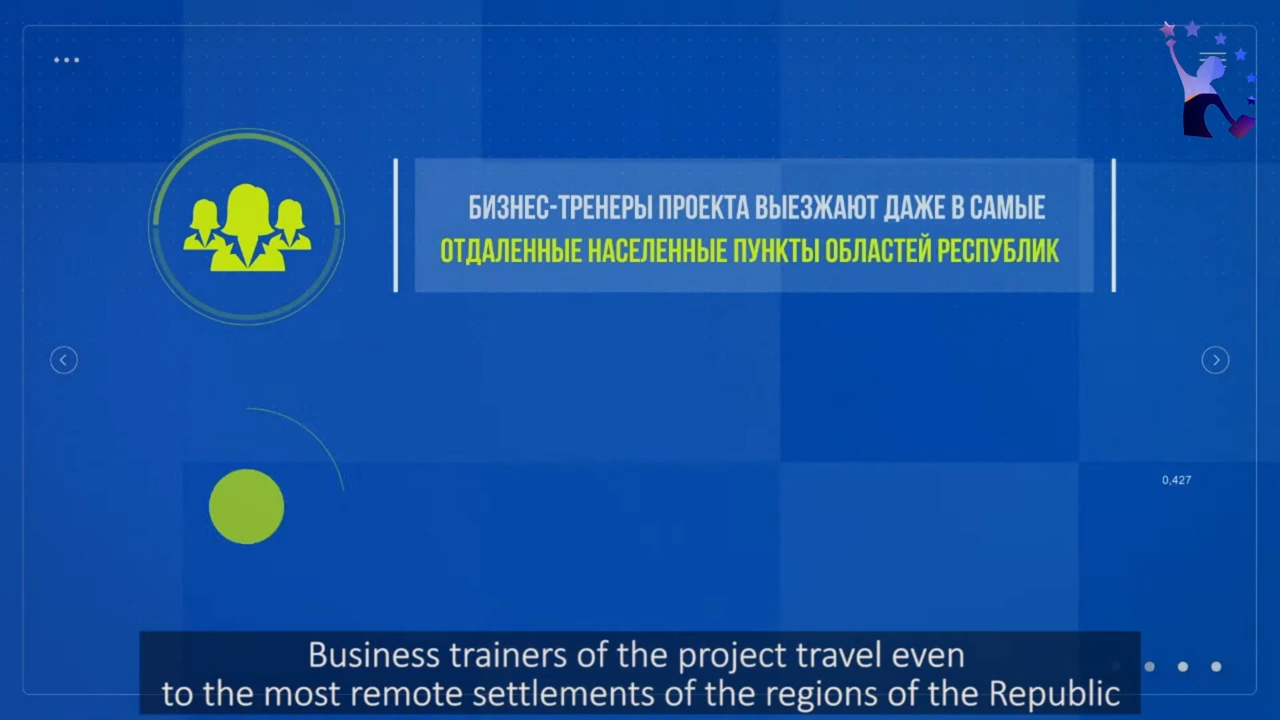 БИЗНЕС-ТРЕНЕРЫ ПРОЕКТА ВЫЕЗЖАЮТ ДАЖЕ В САМЫЕ
ОТДАЛЕННЫЕ НАСЕЛЕННЫЕ ПУНКТЫ ОБЛАСТЕЙ РЕСПУБЛИК
0,427
Business trainers of the project travel even
to the most remote settlements of the regions of the Republic